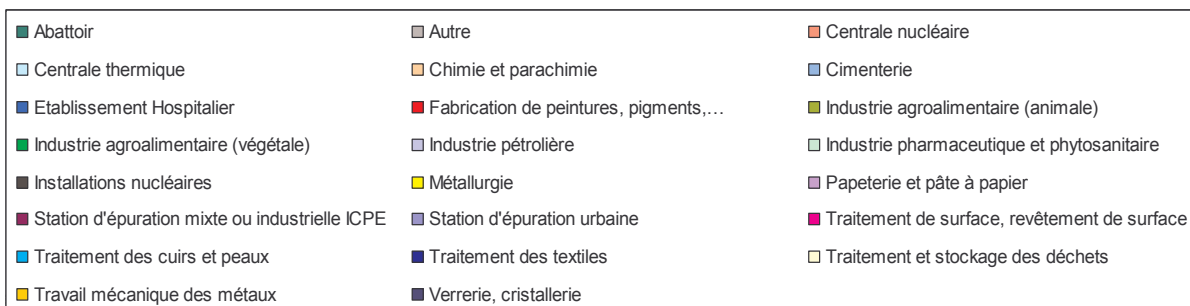 Abattoir Autre Centrale nucléaire
Centrale thermique Chimie et parachimie Cimenterie
Etablissement Hospitalier Fabrication de peintures, pigments,… Industrie agroalimentaire (animale)
Industrie agroalimentaire (végétale) Industrie pétrolière Industrie pharmaceutique et phytosanitaire
Installations nucléaires Métallurgie Papeterie et pâte à papier
Station d'épuration mixte ou industrielle ICPE Station d'épuration urbaine Traitement de surface, revêtement de surface
Traitement des cuirs et peaux Traitement des textiles Traitement et stockage des déchets
Travail mécanique des métaux Verrerie, cristallerie